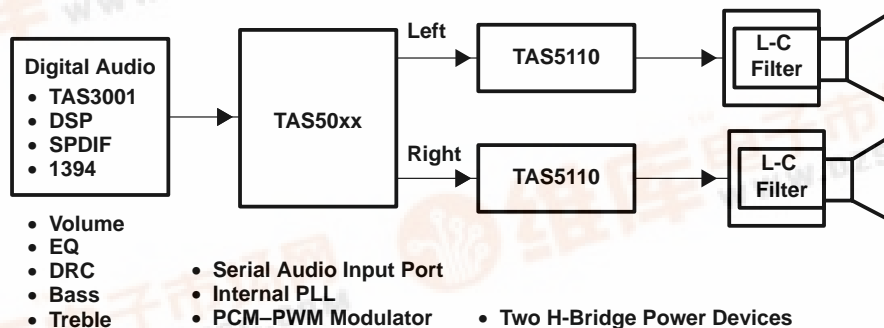 Left
Digital Audio
• TAS3001
• DSP
• SPDIF
• 1394
TAS50xx
TAS5110
L-C
Filter
Right
TAS5110
L-C
Filter
• Volume
• EQ
• DRC
• Bass
• Treble
• Serial Audio Input Port
• Internal PLL
• PCM–PWM Modulator
• Two H-Bridge Power Devices